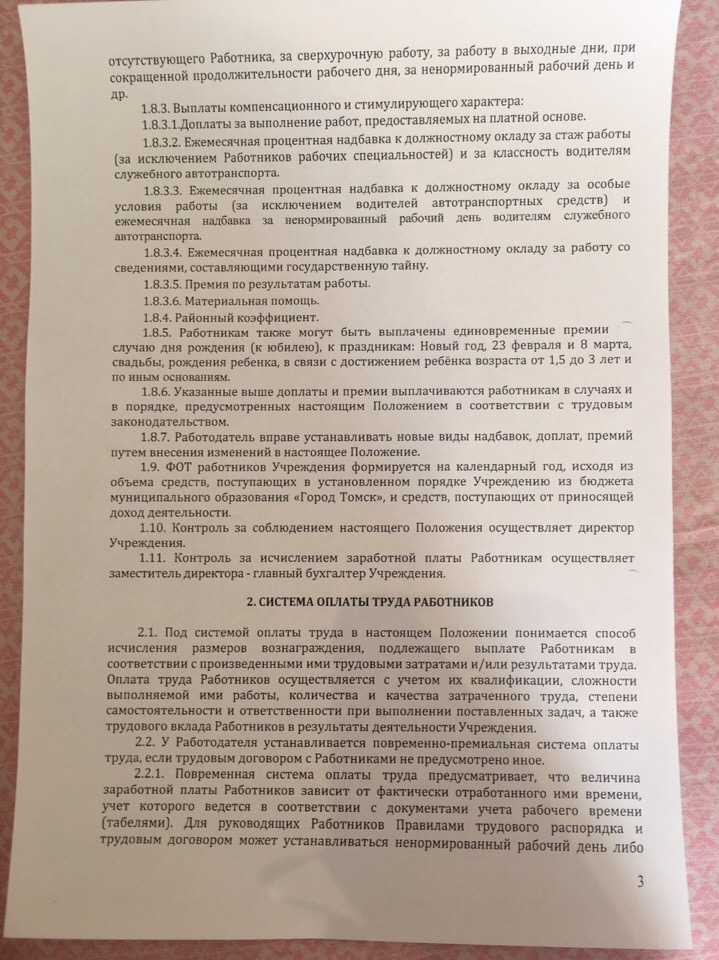 отсутствующего Работника, за сверхурочную работу, за работу в выходные дни, при
сокращенной продолжительности рабочего дня, за ненормированный рабочий день и
др.
1.8.3. Выплаты компенсационного и стимулирующего характера:
1.8.3.1.Доплаты за выполнение работ, предоставляемых на платной основе.
1.8.3.2. Ежемесячная процентная надбавка к должностному окладу за стаж работы
(за исключением Работников рабочих специальностей) и за классность водителям
служебного автотранспорта.
1.8.3.3. Ежемесячная процентная надбавка к должностному окладу за особые
условия работы (за исключением водителей автотранспортных средств) и
ежемесячная надбавка за ненормированный рабочий день водителям служебного
автотранспорта.
1.8.3.4. Ежемесячная процентная надбавка к должностному окладу за работу со
сведениями, составляющими государственную тайну.
1.8.3.5. Премия по результатам работы.
1.8.3.6. Материальная помощь.
1.8.4. Районный коэффициент.
1.8.5. Работникам также могут быть выплачены единовременные премии
случаю дня рождения (к юбилею), к праздникам: Новый год, 23 февраля и 8 марта,
свадьбы, рождения ребенка, в связи с достижением ребёнка возраста от 1,5 до 3 лет и
по иным основаниям.
1.8.6. Указанные выше доплаты и премии выплачиваются работникам в случаях и
в порядке, предусмотренных настоящим Положением в соответствии с трудовым
законодательством.
1.8.7. Работодатель вправе устанавливать новые виды надбавок, доплат, премий
путем внесения изменений в настоящее Положение.
1.9. ФОТ работников Учреждения формируется на календарный год, исходя из
объема средств, поступающих в установленном порядке Учреждению из бюджета
муниципального образования «Город Томск», и средств, поступающих от приносящей
доход деятельности.
1.10. Контроль за соблюдением настоящего Положения осуществляет директор
Учреждения.
1.11. Контроль за исчислением заработной платы Работникам осуществляет
заместитель директора - главный бухгалтер Учреждения.
2. СИСТЕМА ОПЛАТЫ ТРУДА РАБОТНИКОВ
2.1. Под системой оплаты труда в настоящем Положении понимается способ
исчисления размеров вознаграждения, подлежащего выплате Работникам в
соответствии с произведенными ими трудовыми затратами и/или результатами труда.
Оплата труда Работников осуществляется с учетом их квалификации, сложности
выполняемой ими работы, количества и качества затраченного труда, степени
самостоятельности и ответственности при выполнении поставленных задач, а также
трудового вклада Работников в результаты деятельности Учреждения.
2.2. У Работодателя устанавливается повременно-премиальная система оплаты
труда, если трудовым договором с Работниками не предусмотрено иное.
2.2.1. Повременная система оплаты труда предусматривает, что величина
заработной платы Работников зависит от фактически отработанного ими времени,
учет которого ведется в соответствии с документами учета рабочего времени
(табелями). Для руководящих Работников Правилами трудового распорядка и
трудовым договором может устанавливаться ненормированный рабочий день либо
3